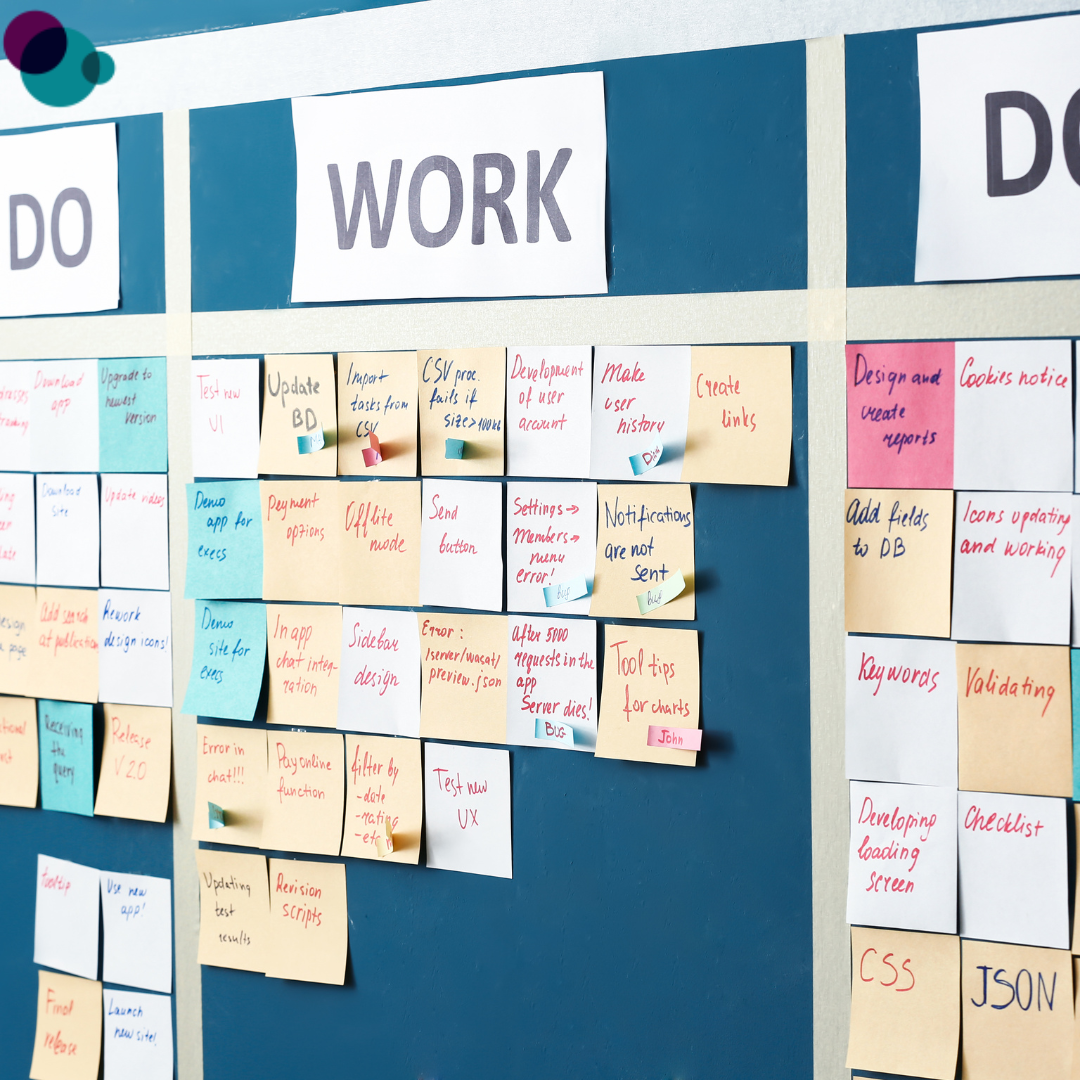 DO
WORK
Download
app
Upgrade to
newest
version
Download
site
Update videos
Add search
at publication
Rework
design icons!
Receiving
the
query
Release
V 2.0
tooltip
Use new
app!
Final
release
Launch
new site!
Test new
UI
Update
BD
Import
tasks from
CSV
CSV proc.
fails if
size>100kb
Development
of user
account
Make
user
history
Create
links
Demo
app for
execs
Peyment
options
Offlite
mode
Send
button
Settings→
Members→
menu
error!
Bug
Notifications
are not
sent
Bug
Demo
site for
execs
In app
chat integ-
ration
Sidebar
design
Error:
/server/wasat/
preview.json
After 5000
requests in the
app
Server dies!
BUG
Tool tips
for charts
John
Error in
chat!!!
Pay online
function
filter by
-date
-rating
-etc
Test new
UX
Updating
test
results
Revision
scripts
Design and
create
reports
Cookies notice
Add fields
to DB
Icons updating
and working
Keywords
Validating
Developing
loading
screen
Checklist
CSS
JSON